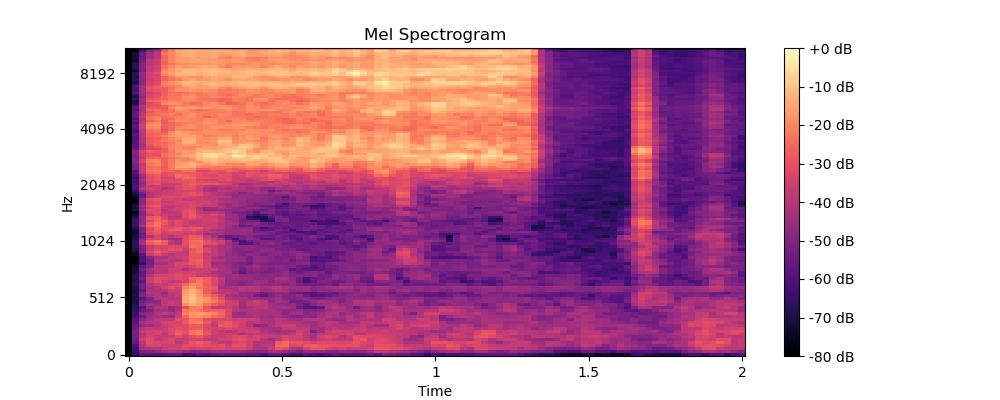 Mel Spectrogram
Hz
8192
4096
2048
1024
512
0
0
0.5
1
1.5
2
Time
+0 dB
-10 dB
-20 dB
-30 dB
-40 dB
-50 dB
-60 dB
-70 dB
-80 dB